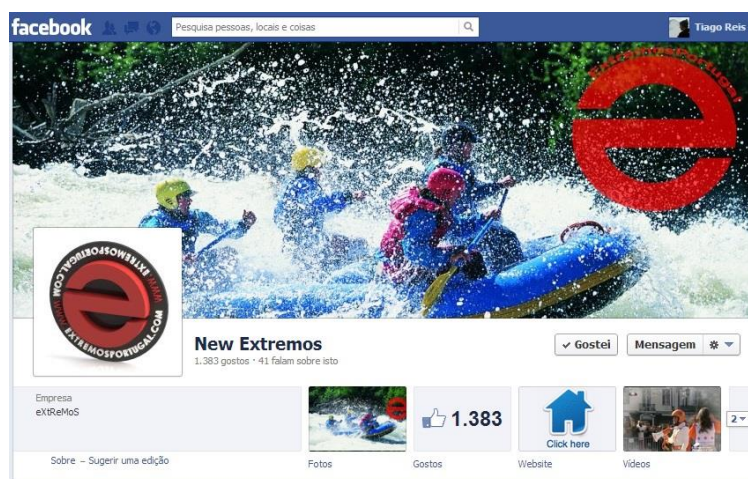 facebook
Pesquisa pessoas, locais e coisas
Tiago Reis
EXTREMOSPORTUGAL
WWW.EXTREMOSPORTUGAL.COM
WWW.EXTREMOSPORTUGAL.COM
New Extremos
1.383 gostos · 41 falam sobre isto
✓ Gostei
Mensagem
Empresa
eXtReMoS
1.383
Click here
2
Sobre – Sugerir uma edição
Fotos
Gostos
Website
Vídeos